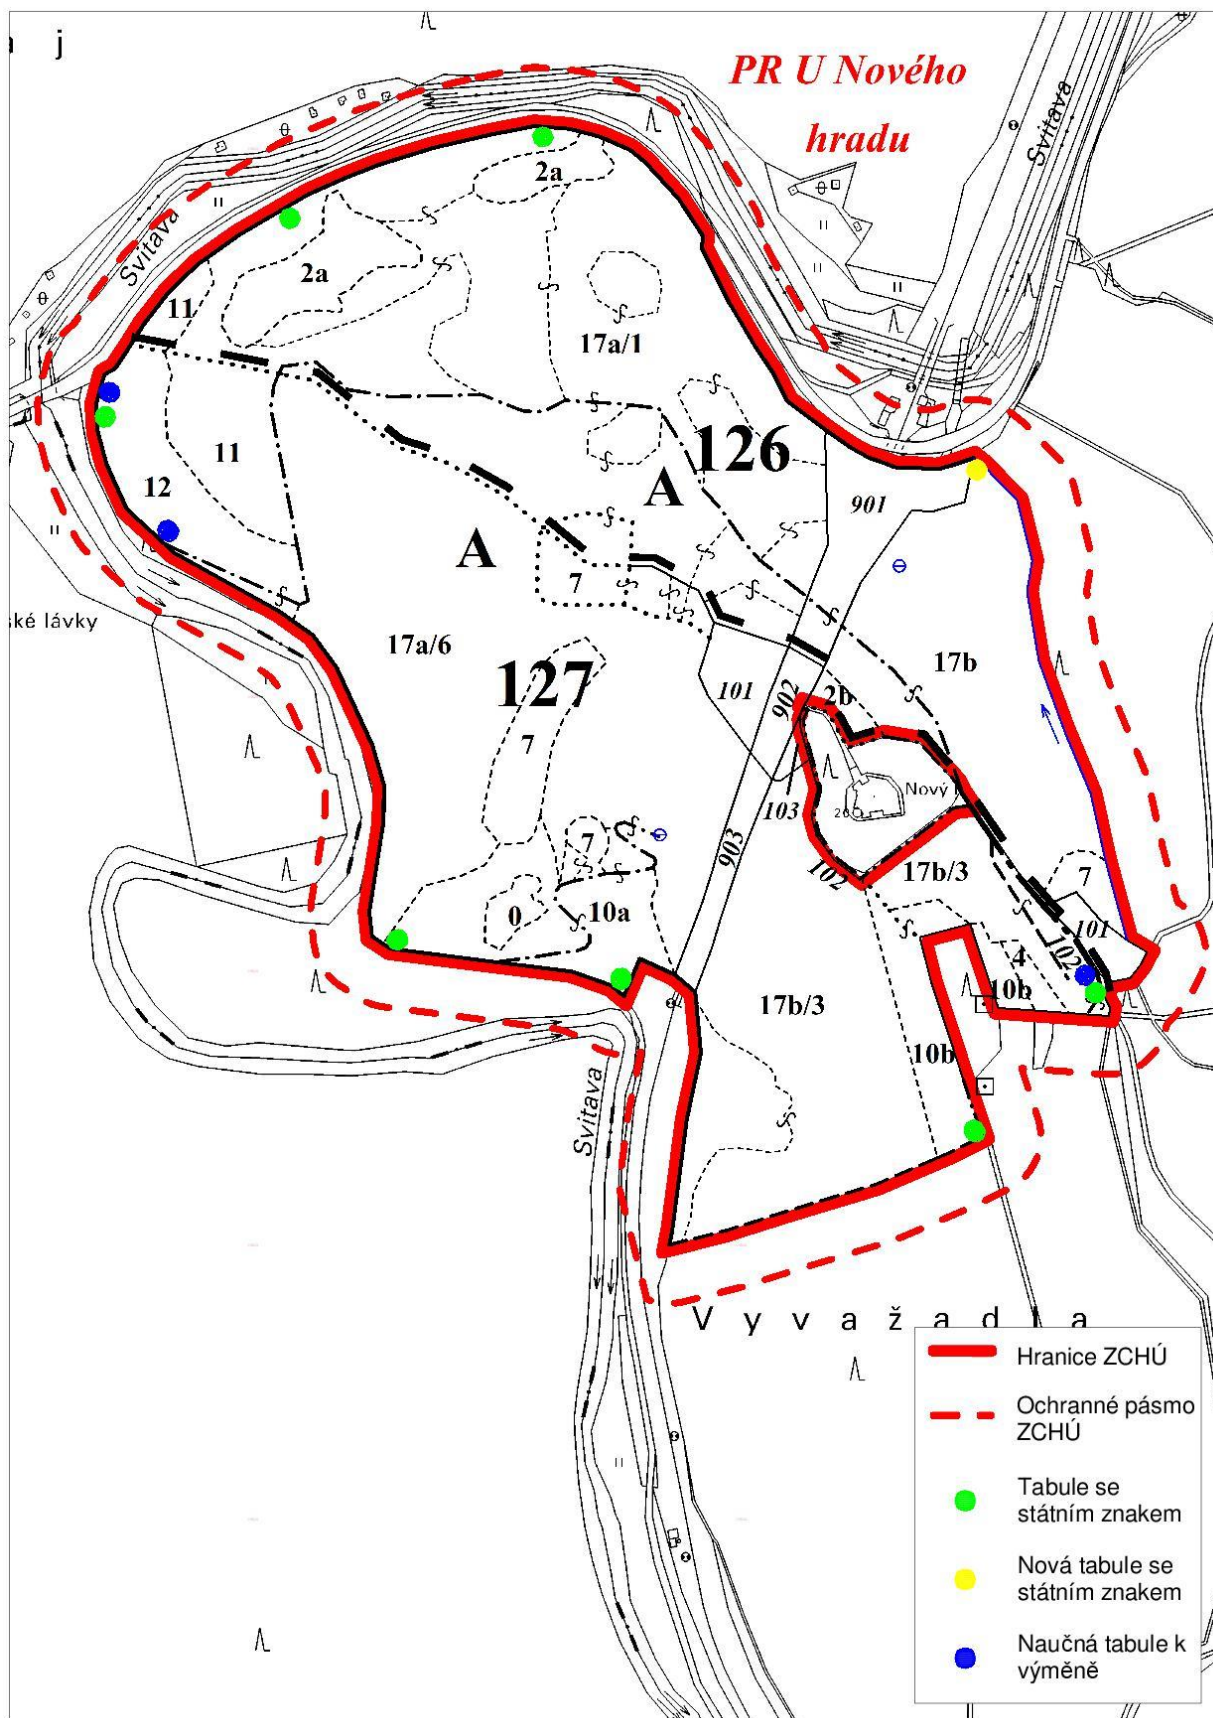 j
PR U Nového
hradu
Svitava
Svitava
2a
2a
11
17a/1
126
11
A
12
901
A
7
ské lávky
17a/6
17b
127
101
902
2b
7
Nový
103
7
903
102
17b/3
7
0
10a
101
102
4
10b
17b/3
10b
Svitava
V y v a ž a d l a
Hranice ZCHÚ
Ochranné pásmo
ZCHÚ
Tabule se
státním znakem
Nová tabule se
státním znakem
Naučná tabule k
výměně